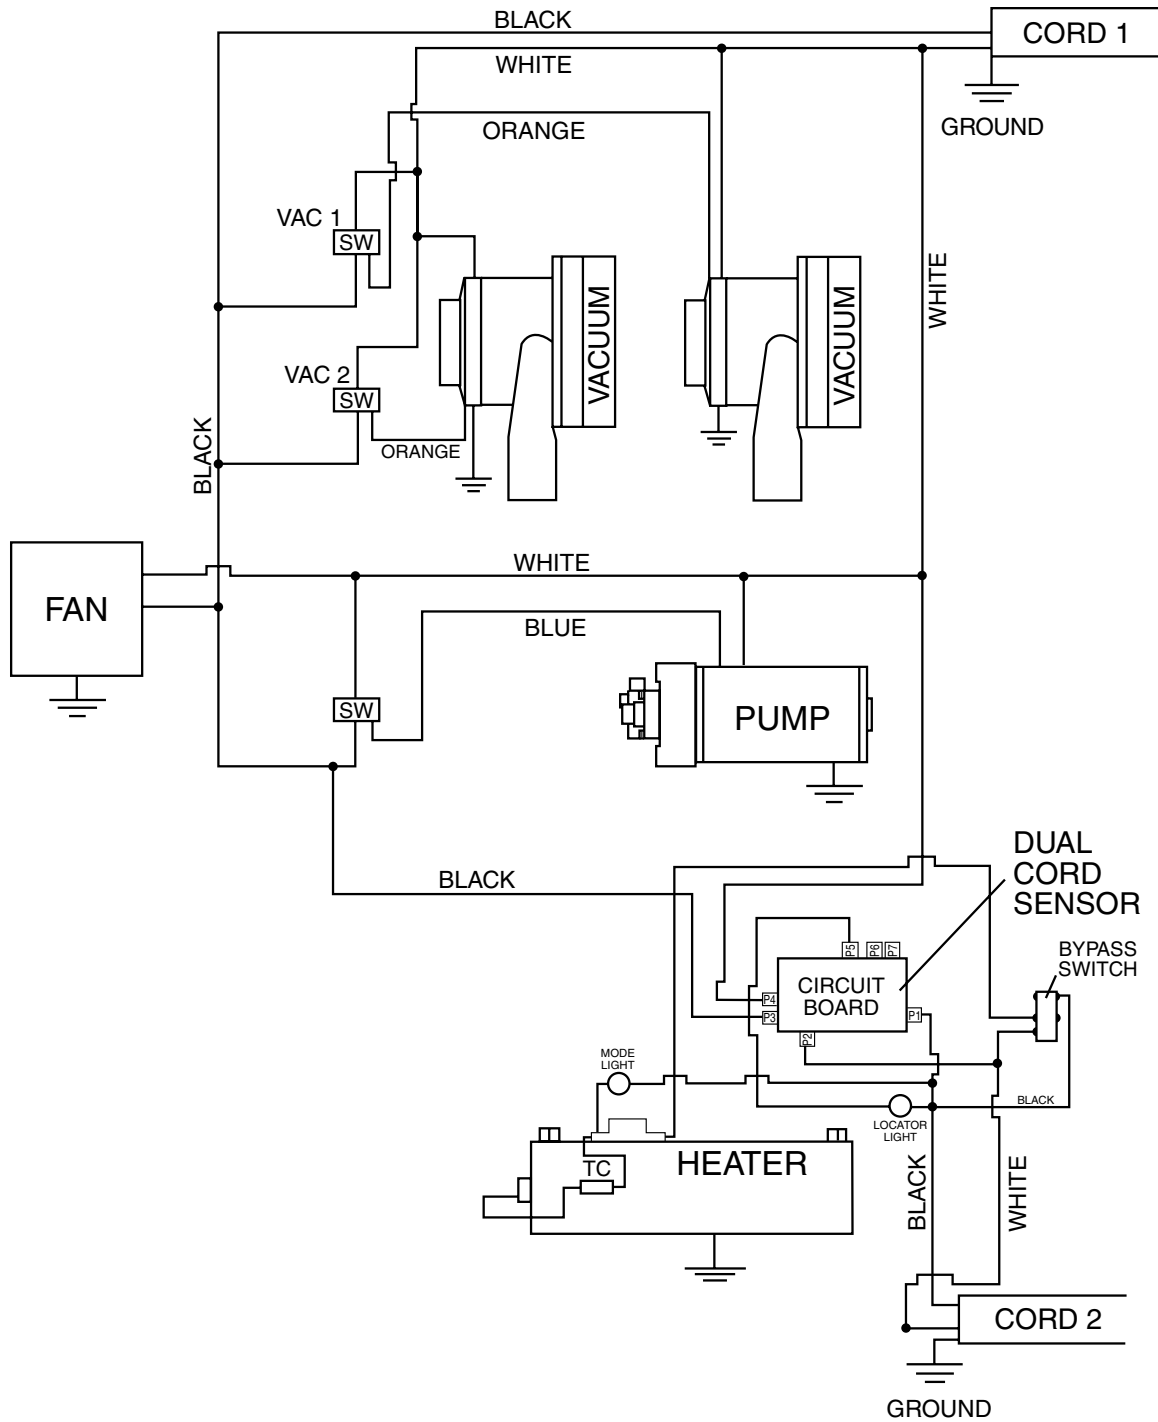 BLACK
CORD 1
WHITE
GROUND
ORANGE
VAC 1
SW
WHITE
VACUUM
VACUUM
VAC 2
SW
ORANGE
BLACK
WHITE
FAN
BLUE
SW
PUMP
DUAL
CORD
SENSOR
BLACK
BYPASS
SWITCH
P5
P6
P7
CIRCUIT
BOARD
P4
P3
P1
P2
MODE
LIGHT
BLACK
LOCATOR
LIGHT
HEATER
TC
BLACK
WHITE
CORD 2
GROUND